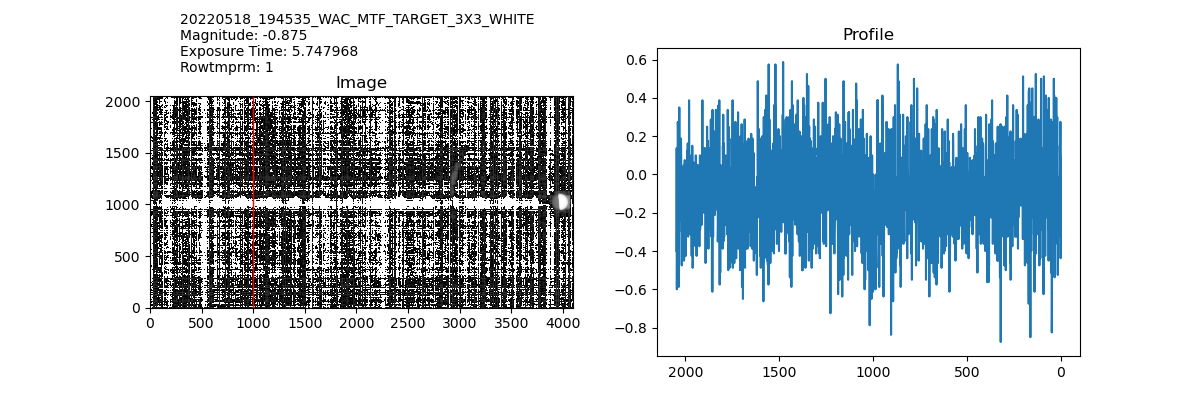 20220518_194535_WAC_MTF_TARGET_3X3_WHITE
Magnitude: -0.875
Exposure Time: 5.747968
Rowtmprm: 1
Image
2000
1500
1000
500
0
0 500 1000 1500 2000 2500 3000 3500 4000
Profile
0.6
0.4
0.2
0.0
−0.2
−0.4
−0.6
−0.8
2000 1500 1000 500 0